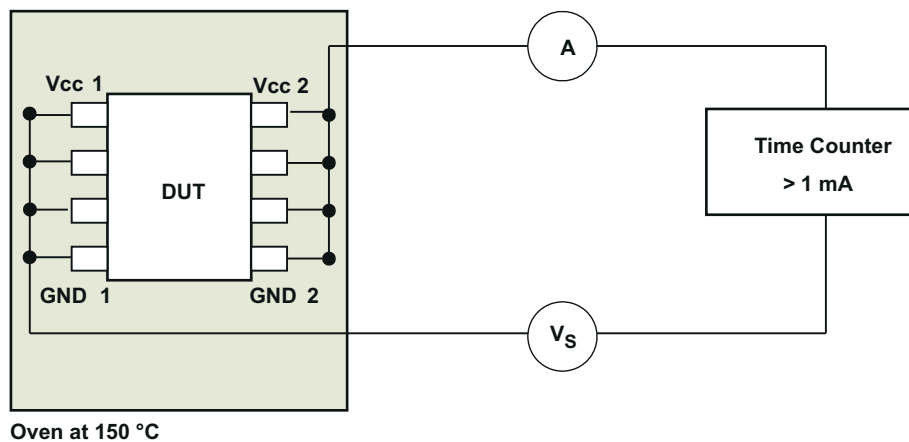 A
Vcc 1
Vcc 2
Time Counter
> 1 mA
DUT
GND 1
GND 2
VS
Oven at 150 °C